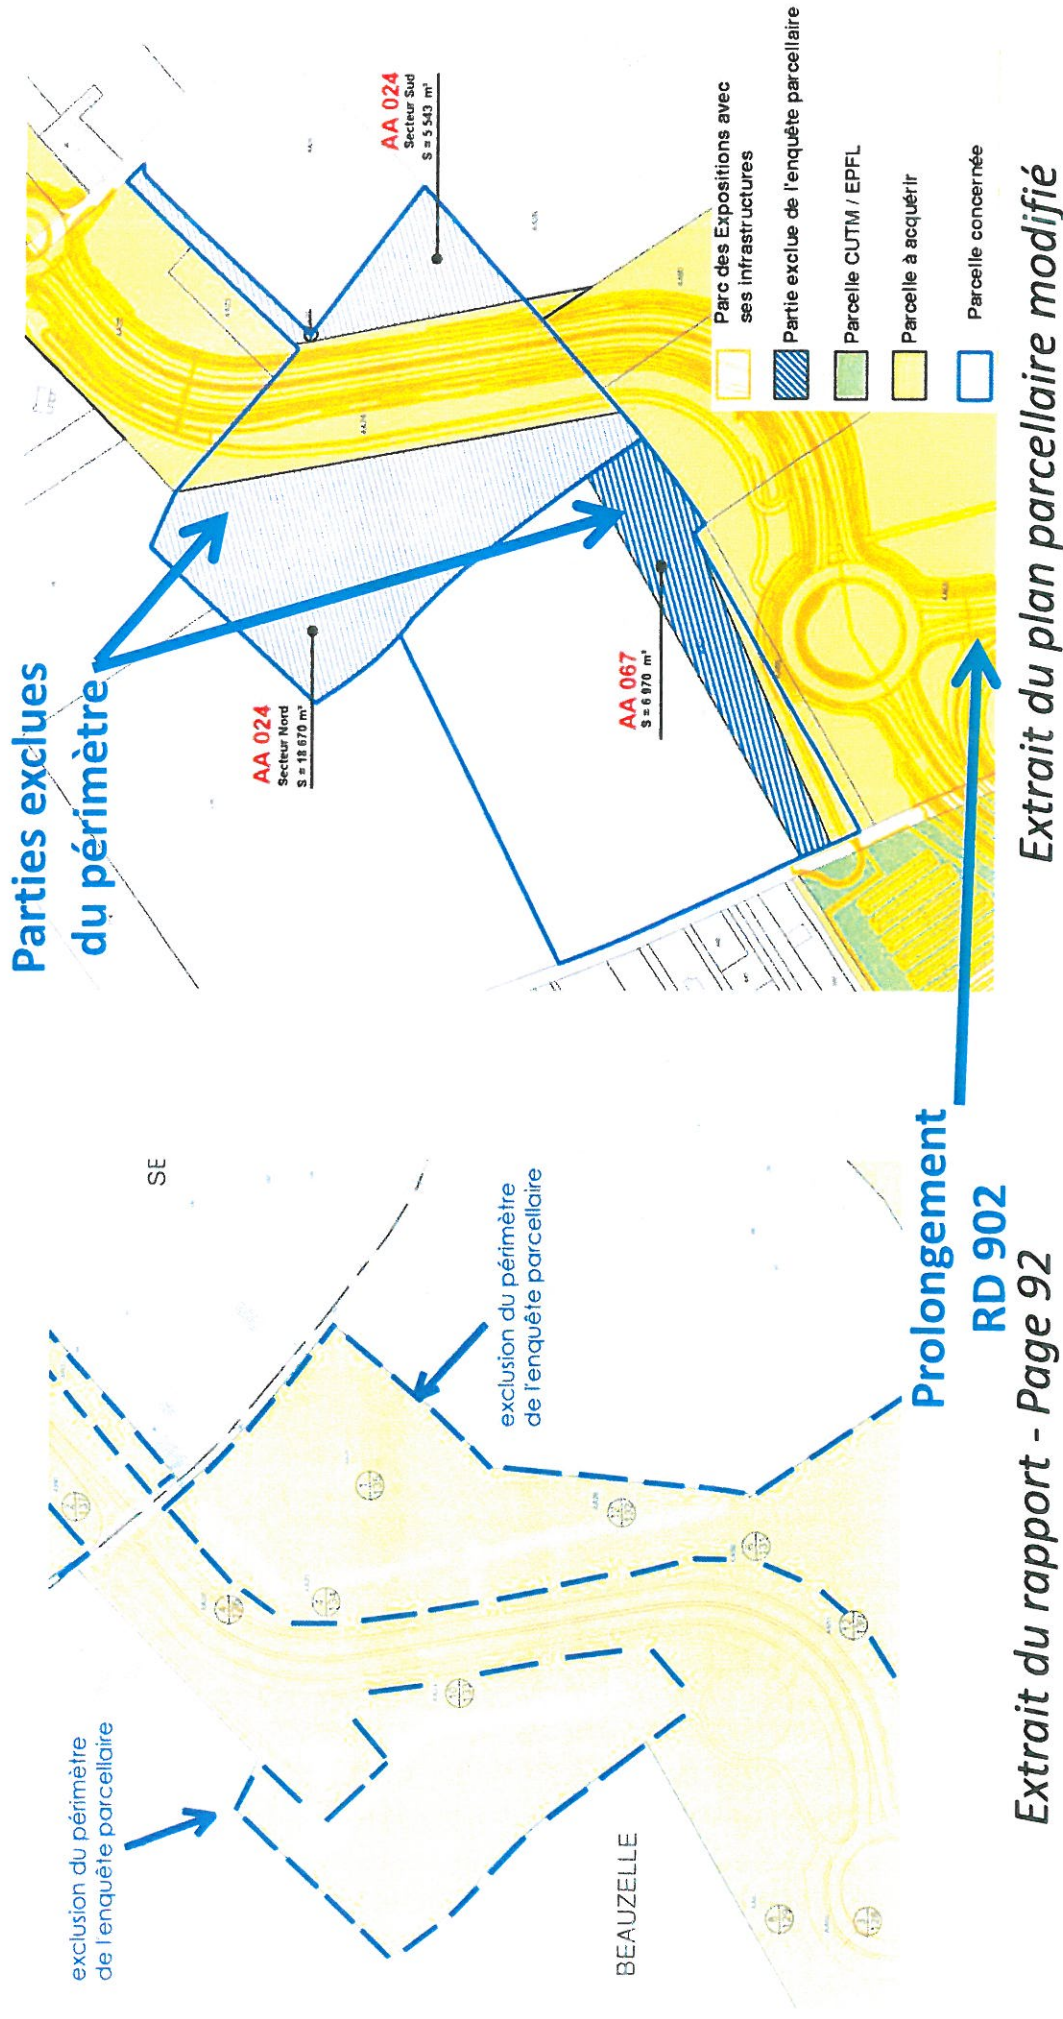 exclusion du périmètre
de l'enquête parcellaire
BEAUZELLE
SE
exclusion du périmètre
de l'enquête parcellaire
Extrait du rapport - Page 92
Prolongement
RD 902
Parties exclues
du périmètre
AA 024
Secteur Nord
S = 18 670 m²
AA 067
S = 6 970 m²
AA 024
Secteur Sud
S = 5 543 m²
Parc des Expositions avec
ses infrastructures
Partie exclue de l'enquête parcellaire
Parcelle CUTM / EPFL
Parcelle à acquérir
Parcelle concernée
Extrait du plan parcellaire modifié